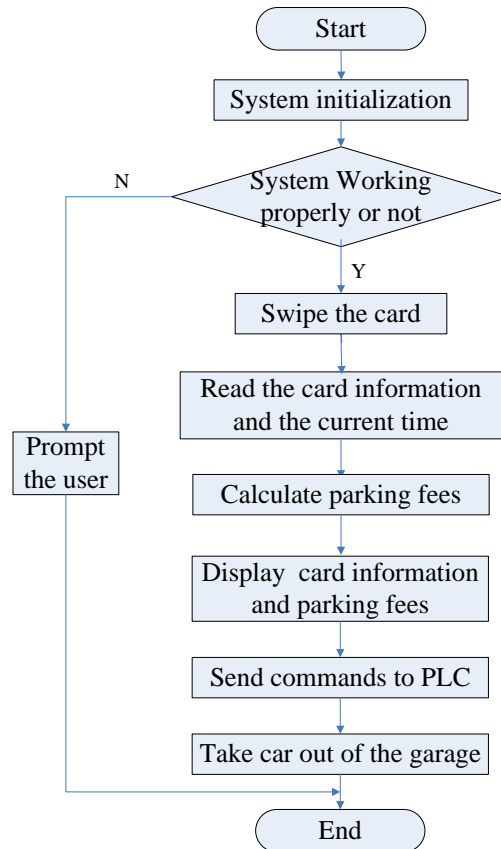 Start
System initialization
N
System Working
properly or not
Y
Swipe the card
Read the card information
and the current time
Prompt
the user
Calculate parking fees
Display card information
and parking fees
Send commands to PLC
Take car out of the garage
End